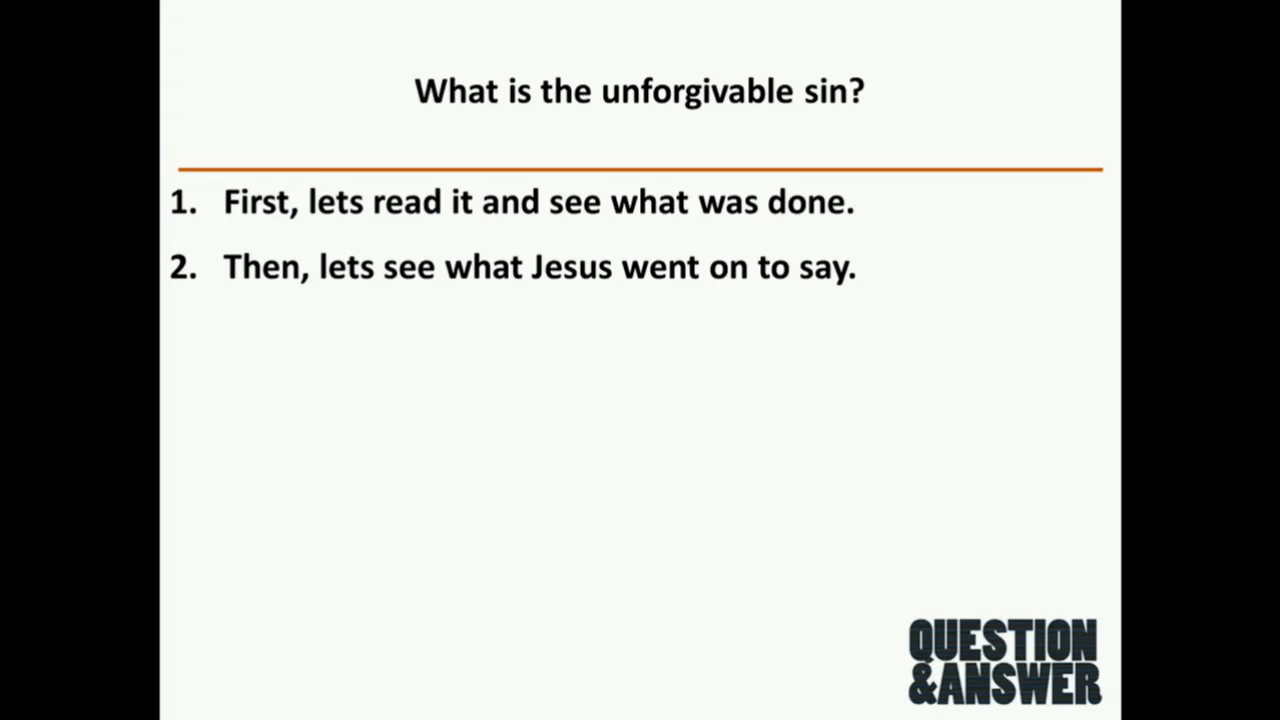 What is the unforgivable sin?
1. First, lets read it and see what was done.
2. Then, lets see what Jesus went on to say.
QUESTION
&ANSWER